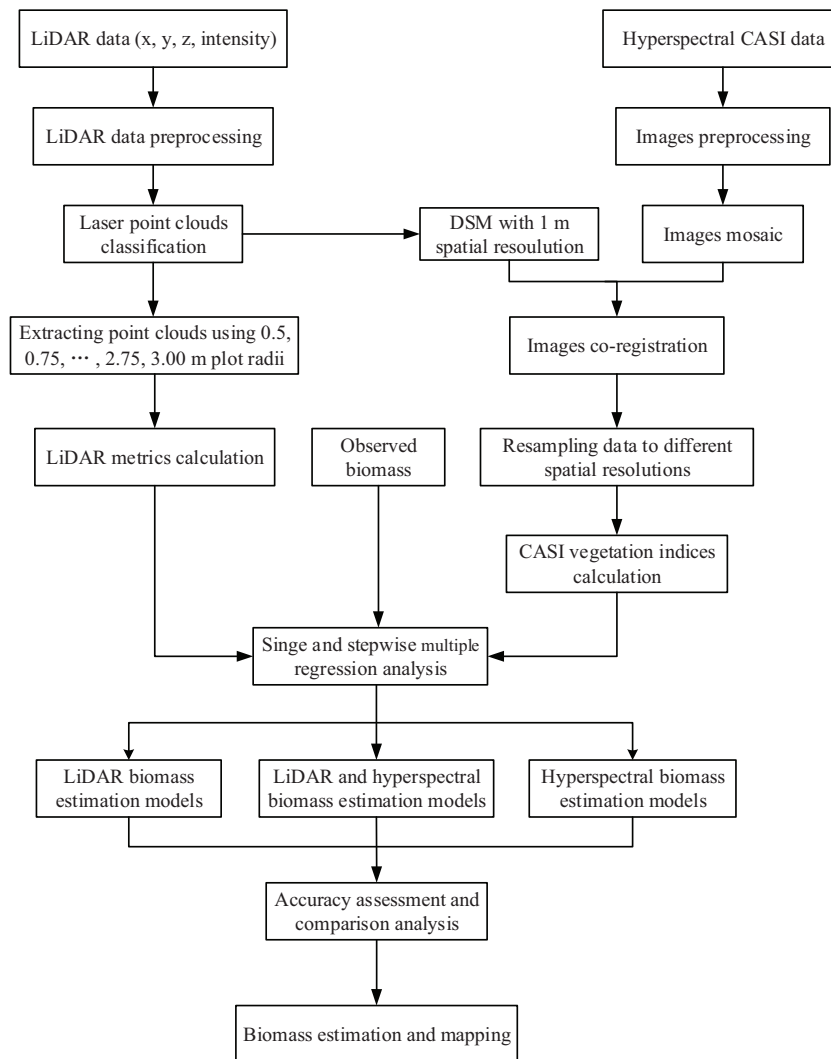 LiDAR data (x, y, z, intensity)
Hyperspectral CASI data
LiDAR data preprocessing
Images preprocessing
Laser point clouds
classification
DSM with 1 m
spatial resoulution
Images mosaic
Extracting point clouds using 0.5,
0.75, ⋯ , 2.75, 3.00 m plot radii
Images co-registration
LiDAR metrics calculation
Observed
biomass
Resampling data to different
spatial resolutions
CASI vegetation indices
calculation
Singe and stepwise multiple
regression analysis
LiDAR biomass
estimation models
LiDAR and hyperspectral
biomass estimation models
Hyperspectral biomass
estimation models
Accuracy assessment and
comparison analysis
Biomass estimation and mapping